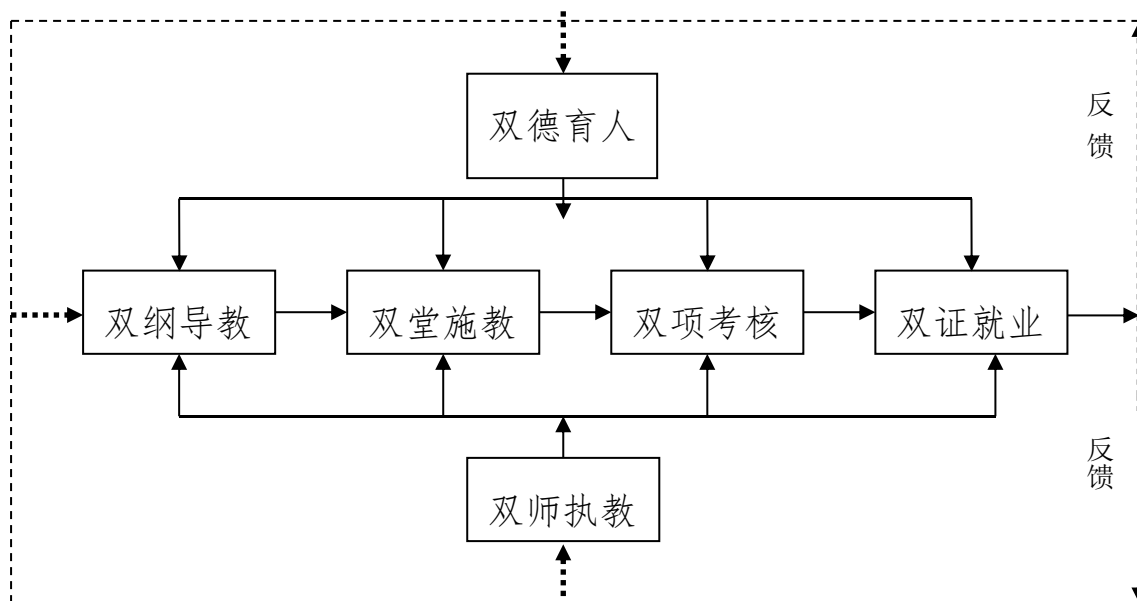 双德育人
反
馈
双纲导教
双堂施教
双项考核
双证就业
反
馈
双师执教